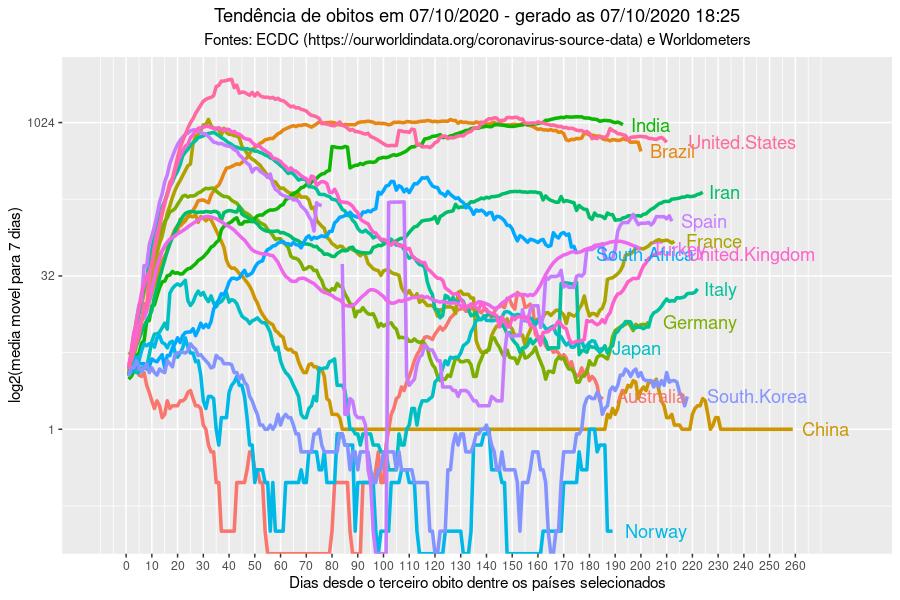 Tendência de obitos em 07/10/2020 - gerado as 07/10/2020 18:25
Fontes: ECDC (https://ourworldindata.org/coronavirus-source-data) e Worldometers
log2(media movel para 7 dias)
1024
32
1
India
United.States
Brazil
Iran
Spain
France
Turkey
United.Kingdom
South.Africa
Italy
Germany
Japan
Australia
South.Korea
China
Norway
0 10 20 30 40 50 60 70 80 90 100 110 120 130 140 150 160 170 180 190 200 210 220 230 240 250 260
Dias desde o terceiro obito dentre os países selecionados